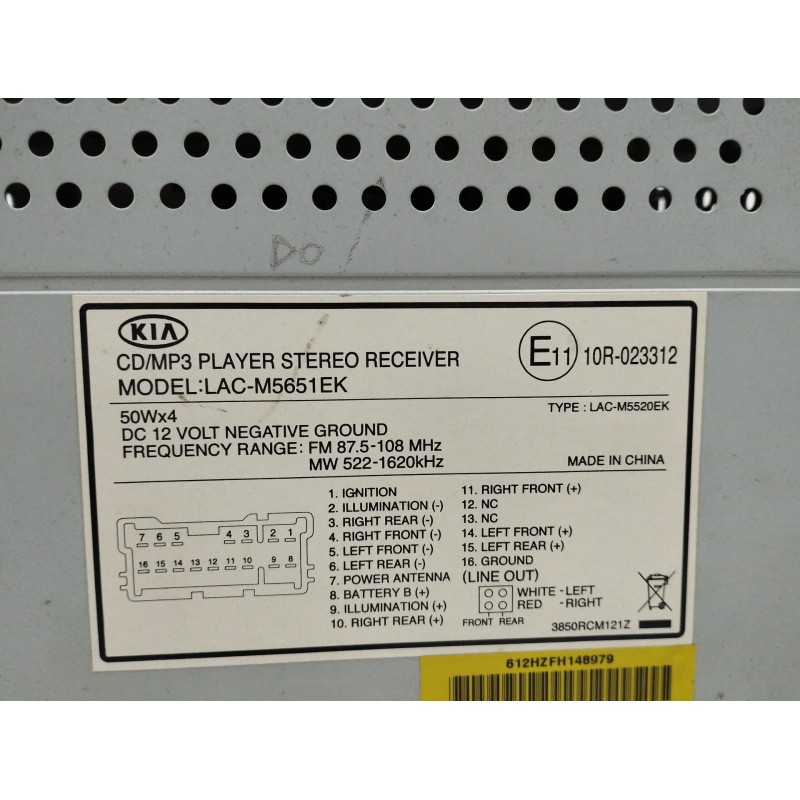 DO
KIA
CD/MP3 PLAYER STEREO RECEIVER
MODEL:LAC-M5651EK
E11 10R-023312
50Wx4
TYPE : LAC-M5520EK
DC 12 VOLT NEGATIVE GROUND
FREQUENCY RANGE: FM 87.5-108 MHz
MW 522-1620kHz
MADE IN CHINA
7 6 5 4 3 2 1
16 15 14 13 12 11 10 9 8
1. IGNITION
2. ILLUMINATION (-)
3. RIGHT REAR (-)
4. RIGHT FRONT (-)
5. LEFT FRONT (-)
6. LEFT REAR (-)
7. POWER ANTENNA
8. BATTERY B (+)
9. ILLUMINATION (+)
10. RIGHT REAR (+)
11. RIGHT FRONT (+)
12. NC
13. NC
14. LEFT FRONT (+)
15. LEFT REAR (+)
16. GROUND
(LINE OUT)
WHITE - LEFT
RED - RIGHT
FRONT REAR
3850RCM121Z
612HZFH148979